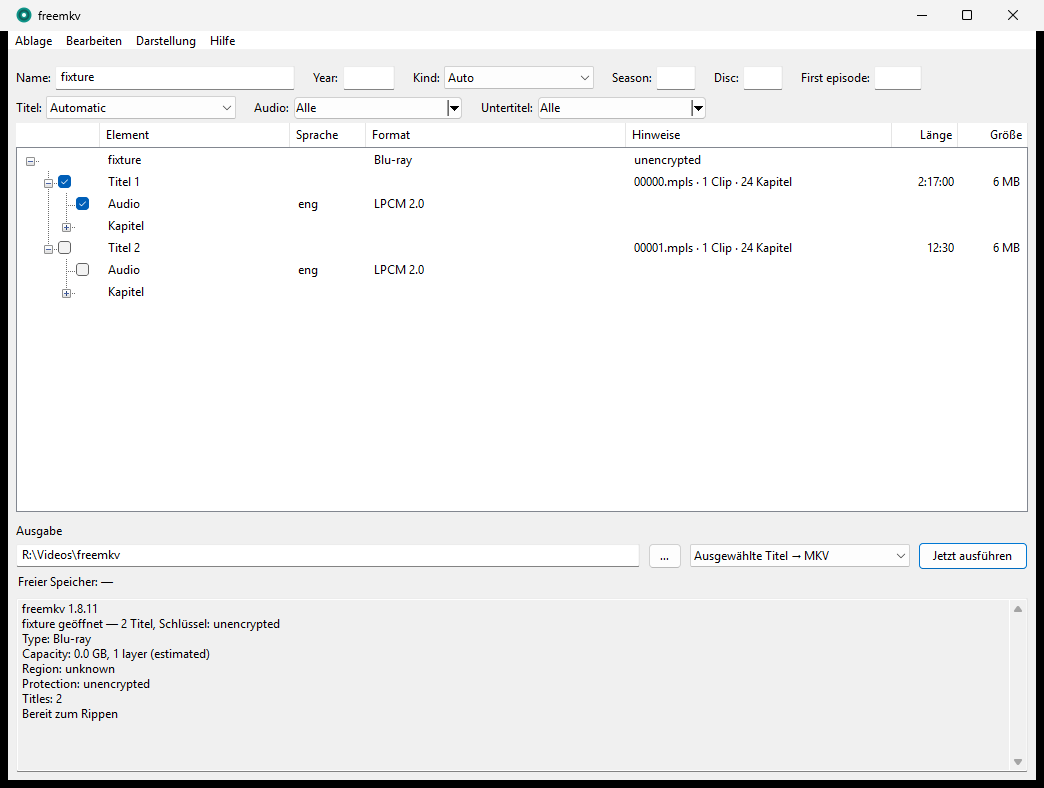 freemkv
Ablage Bearbeiten Darstellung Hilfe
Name: fixture Year: Kind: Auto Season: Disc: First episode:
Titel: Automatic Audio: Alle Untertitel: Alle
Element Sprache Format Hinweise Länge Größe
fixture Blu-ray unencrypted
Titel 1 00000.mpls · 1 Clip · 24 Kapitel 2:17:00 6 MB
Audio eng LPCM 2.0
Kapitel
Titel 2 00001.mpls · 1 Clip · 24 Kapitel 12:30 6 MB
Audio eng LPCM 2.0
Kapitel
Ausgabe
R:\Videos\freemkv ... Ausgewählte Titel → MKV Jetzt ausführen
Freier Speicher: —
freemkv 1.8.11
fixture geöffnet — 2 Titel, Schlüssel: unencrypted
Type: Blu-ray
Capacity: 0.0 GB, 1 layer (estimated)
Region: unknown
Protection: unencrypted
Titles: 2
Bereit zum Rippen